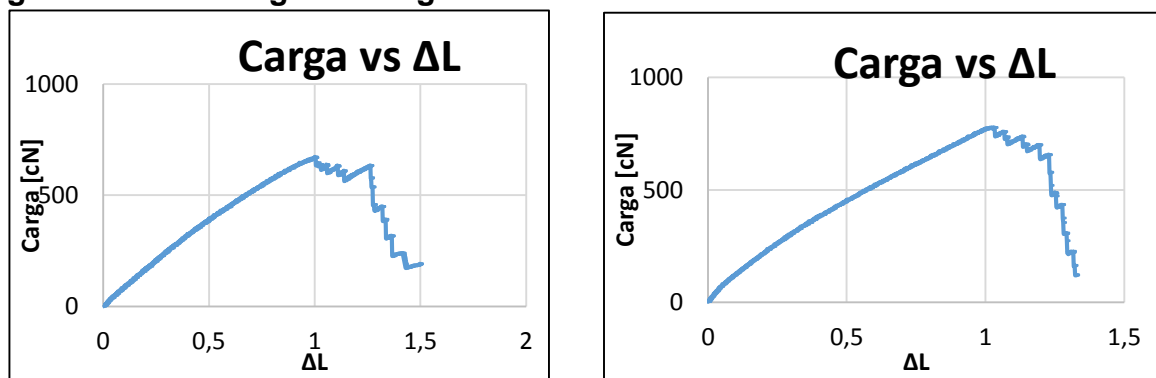 Carga vs ΔL
1000
500
0
Carga [cN]
0 0,5 1 1,5 2
ΔL
Carga vs ΔL
1000
500
0
Carga [cN]
0 0,5 1 1,5
ΔL